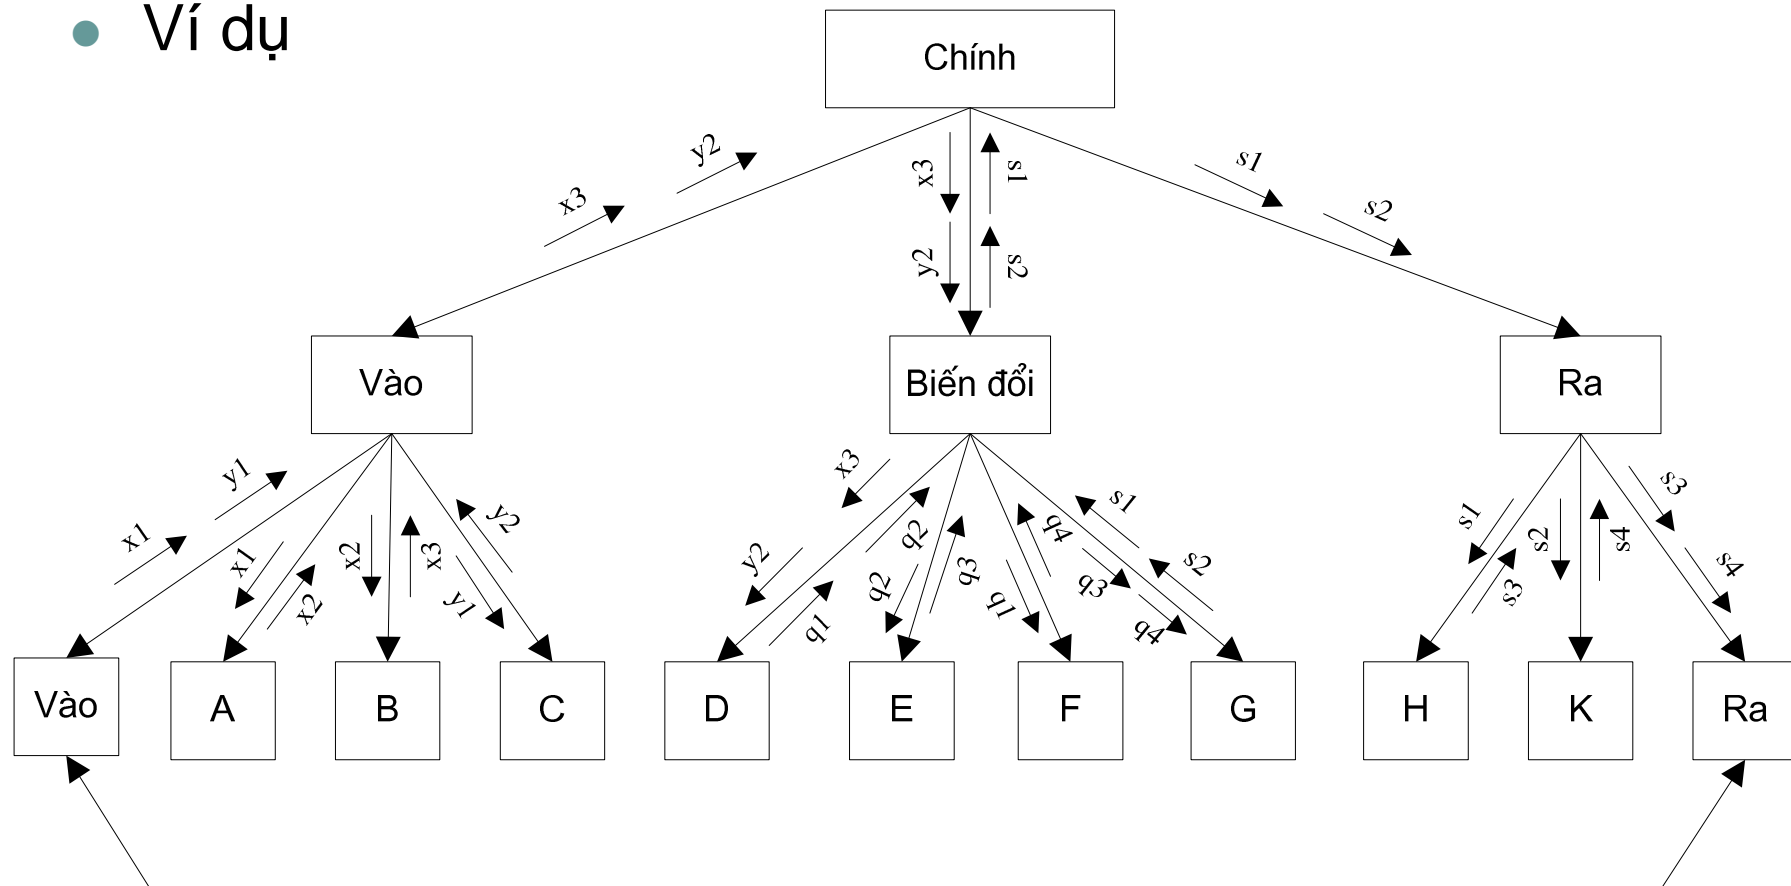 ● Ví dụ
Chính
x3
y2
x3
s1
y2
s2
s1
s2
Vào
Biến đổi
Ra
x1
y1
x1
x2
x2
x3
y1
y2
x3
y2
q1
q2
q2
q3
q1
q4
q3
q4
s1
s2
s1
s3
s2
s4
s3
s4
Vào
A
B
C
D
E
F
G
H
K
Ra